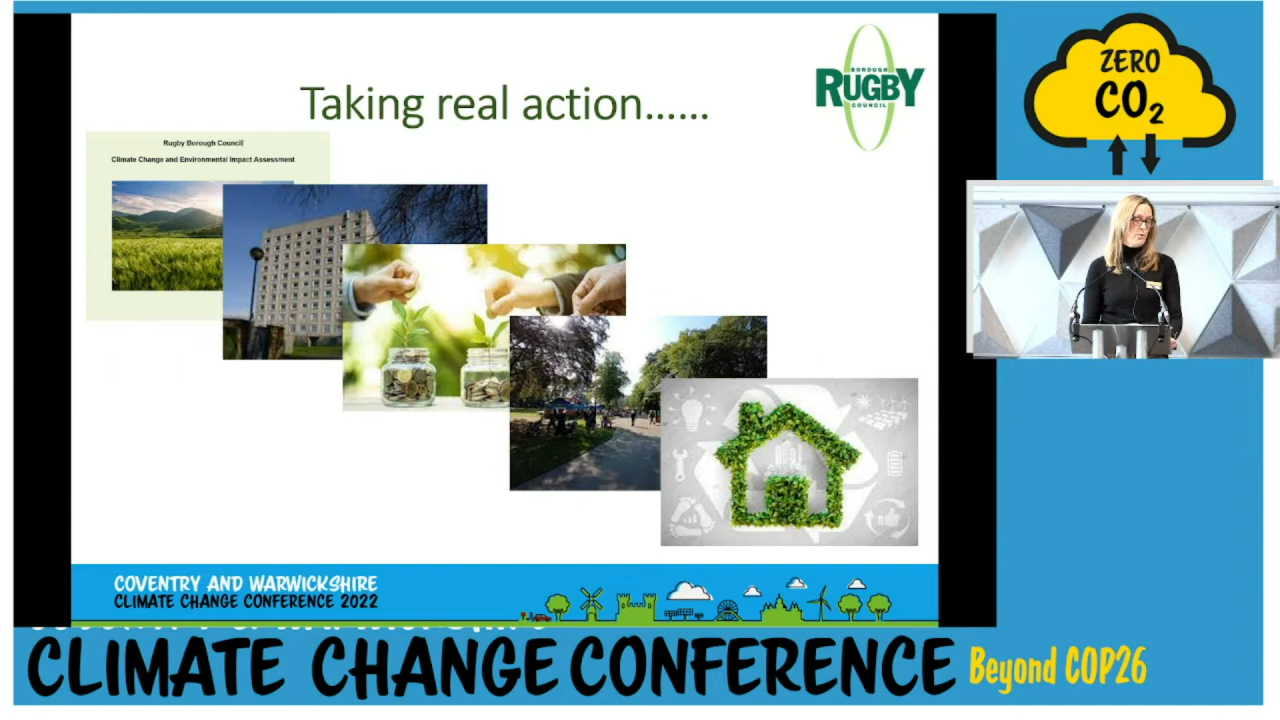 Taking real action......
BOROUGH
RUGBY
COUNCIL
Rugby Borough Council
Climate Change and Environmental Impact Assessment
ZERO
CO₂
COVENTRY AND WARWICKSHIRE
CLIMATE CHANGE CONFERENCE 2022
CLIMATE CHANGE CONFERENCE Beyond COP26